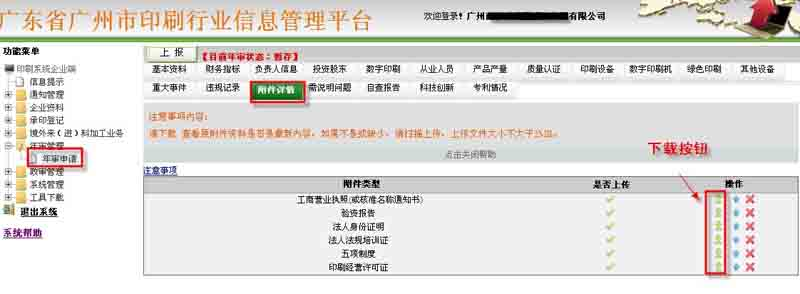 广东省广州市印刷行业信息管理平台
欢迎登录！广州 有限公司
功能菜单
印刷系统企业端
信息提示
通知管理
企业资料
承印登记
境外来（进）料加工业务
年审管理
年审申请
政审管理
系统管理
工具下载
退出系统
系统帮助
上 报 【目前年审状态：暂存】
基本资料 财务指标 负责人信息 投资股东 数字印刷 从业人员 产品产量 质量认证 印刷设备 数字印刷机 绿色印刷 其他设备
重大事件 违规记录 附件详情 需说明问题 自查报告 科技创新 专利情况
注意事项内容：
请下载 查看原附件资料是否是最新内容，如果不是或缺少，请扫描上传，上传文件大小不大于
点击关闭帮助
下载按钮
注意事项
附件类型 是否上传 操作
工商营业执照(或核准名称通知书)
验资报告
法人身份证明
法人法规培训证
五项制度
印刷经营许可证